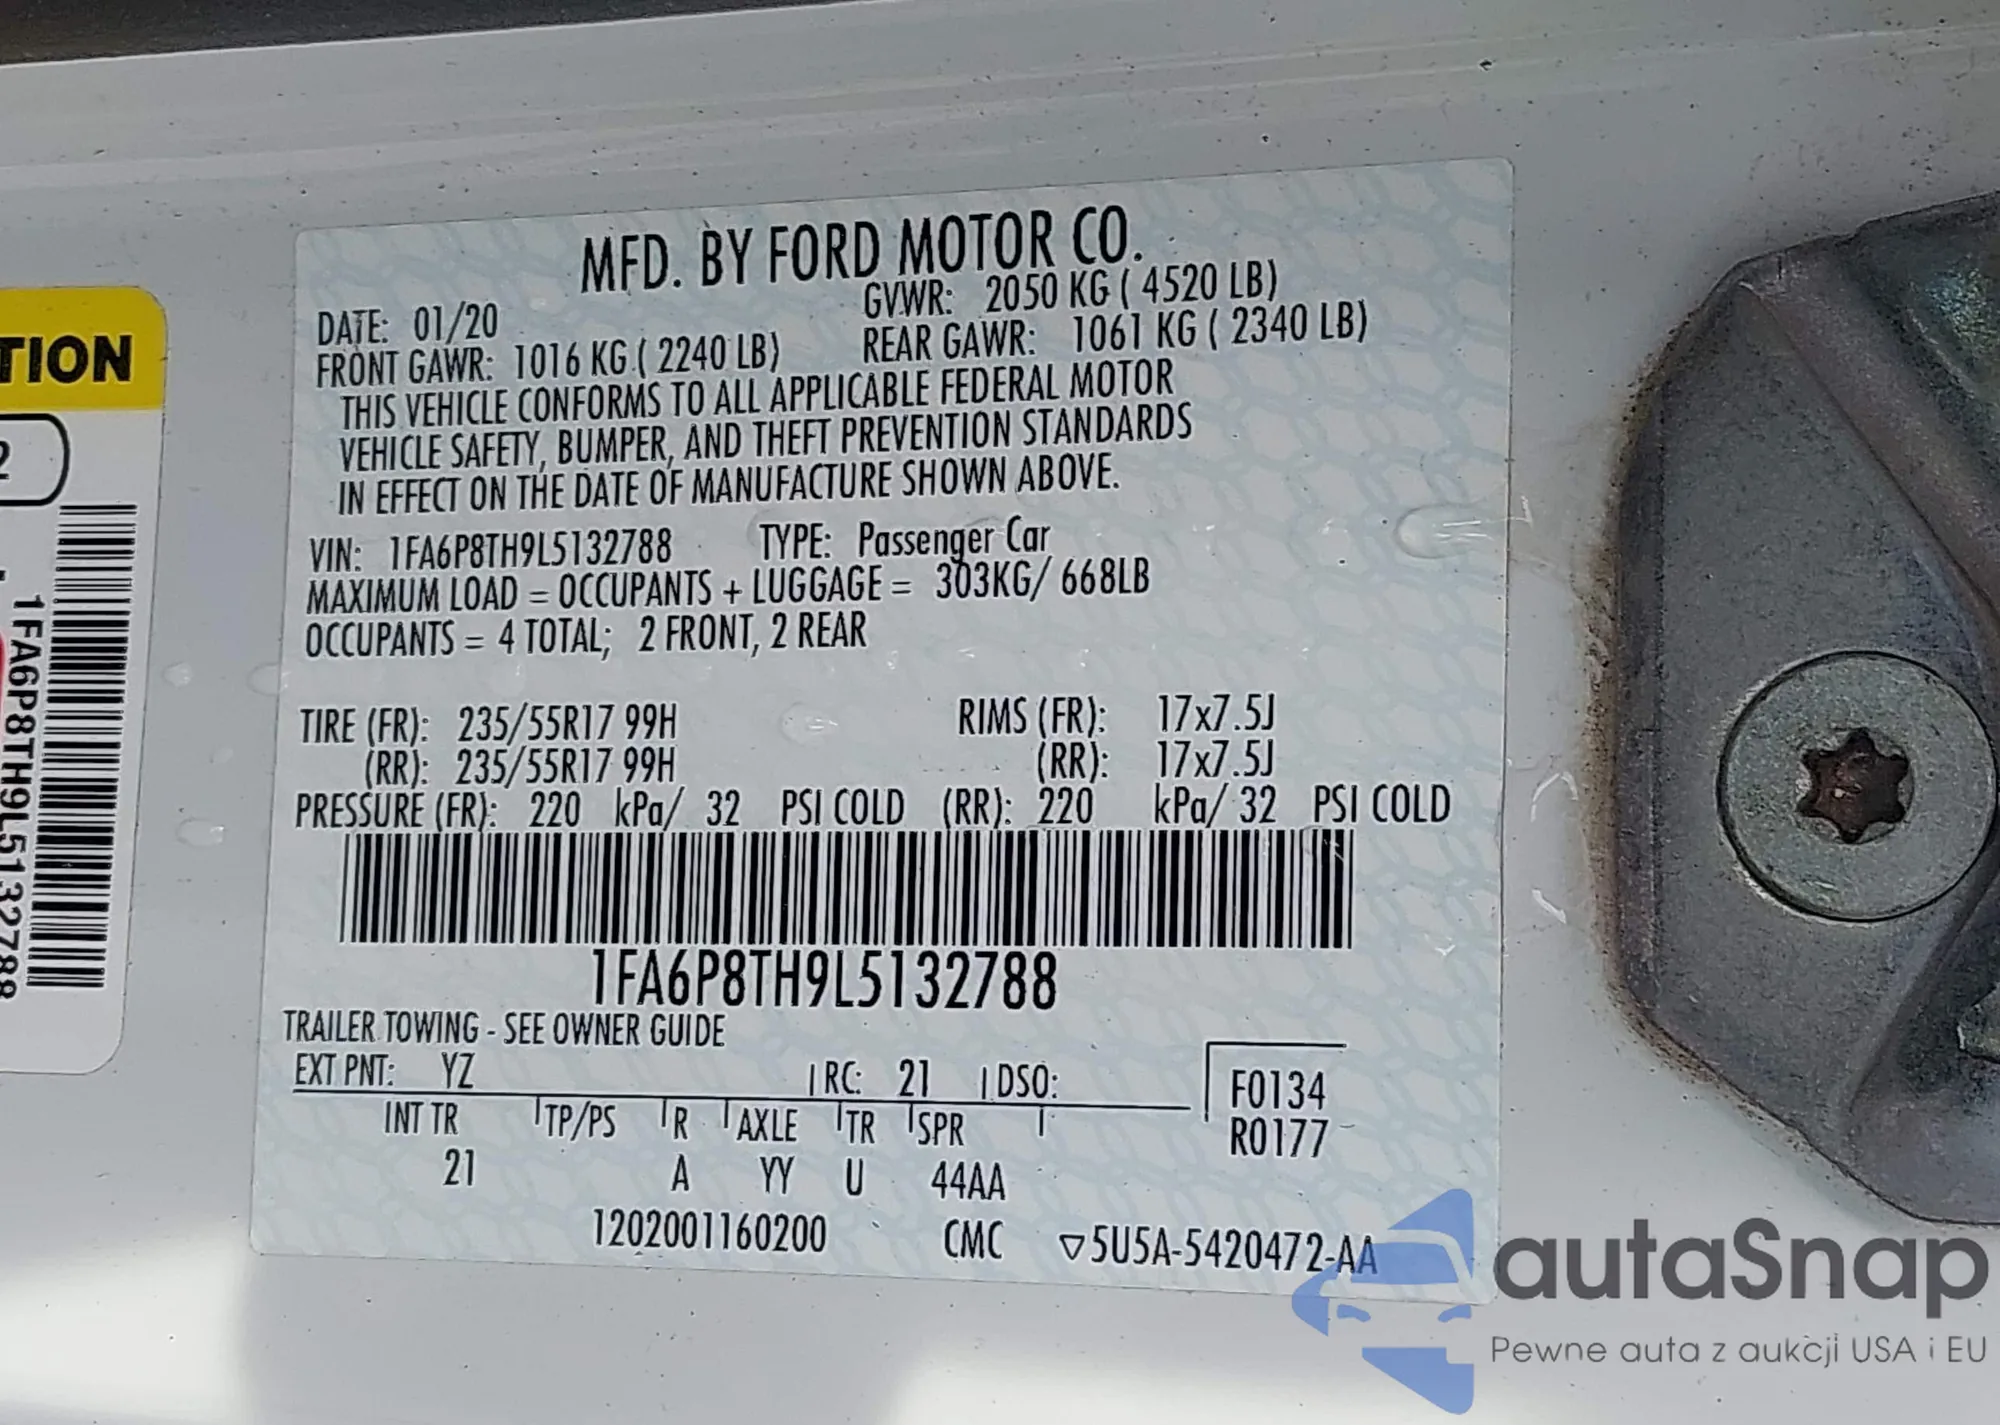 MFD. BY FORD MOTOR CO.
DATE: 01/20 GVWR: 2050 KG ( 4520 LB)
FRONT GAWR: 1016 KG ( 2240 LB) REAR GAWR: 1061 KG ( 2340 LB)
THIS VEHICLE CONFORMS TO ALL APPLICABLE FEDERAL MOTOR
VEHICLE SAFETY, BUMPER, AND THEFT PREVENTION STANDARDS
IN EFFECT ON THE DATE OF MANUFACTURE SHOWN ABOVE.
VIN: 1FA6P8TH9L5132788 TYPE: Passenger Car
MAXIMUM LOAD = OCCUPANTS + LUGGAGE = 303KG/ 668LB
OCCUPANTS = 4 TOTAL; 2 FRONT, 2 REAR
TIRE (FR): 235/55R17 99H RIMS (FR): 17x7.5J
(RR): 235/55R17 99H (RR): 17x7.5J
PRESSURE (FR): 220 kPa/ 32 PSI COLD (RR): 220 kPa/ 32 PSI COLD
1FA6P8TH9L5132788
TRAILER TOWING - SEE OWNER GUIDE
EXT PNT: YZ RC: 21 DSO:
F0134
R0177
INT TR TP/PS R AXLE TR SPR
21 A YY U 44AA
1202001160200 CMC ▽5U5A-5420472-AA
TION
2
1FA6P8TH9L5132788
autaSnap
Pewne auta z aukcji USA i EU